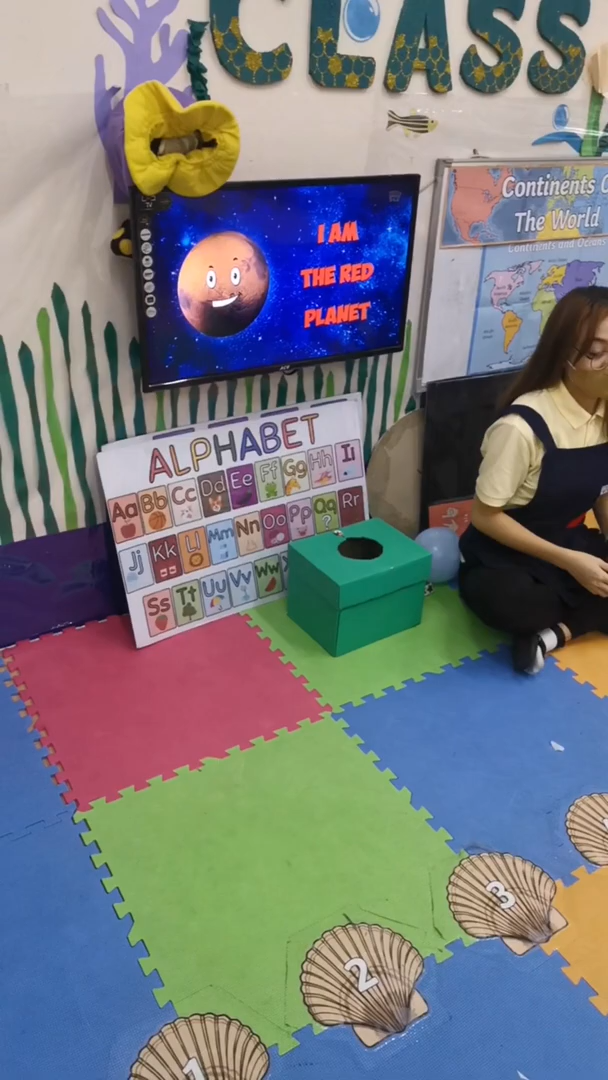 CLASS
Continents O
The World
Continents and Oceans
I AM
THE RED
PLANET
ALPHABET
Aa Bb Cc Dd Ee Ff Gg Hh Ii
Jj Kk Ll Mm Nn Oo Pp Qq Rr
Ss Tt Uu Vv Ww
3
2
1